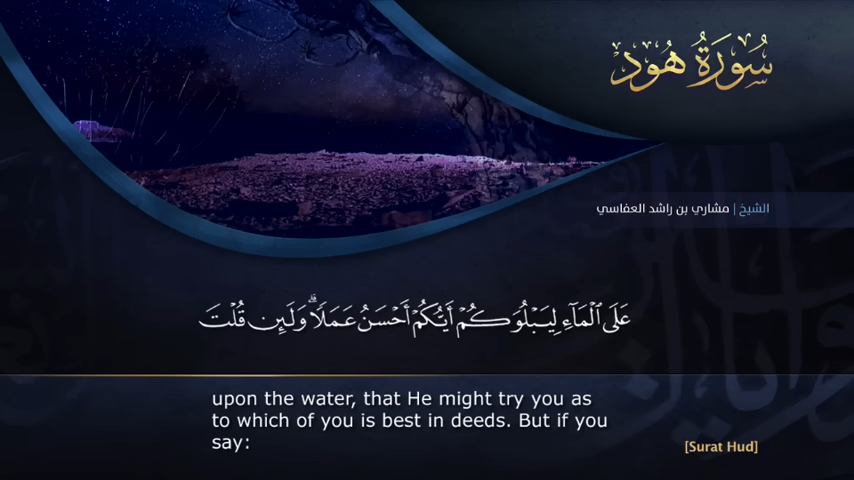 سُورَةُ هُود
الشيخ | مشاري بن راشد العفاسي
عَلَى ٱلْمَآءِ لِيَبْلُوَكُمْ أَيُّكُمْ أَحْسَنُ عَمَلًا ۗ وَلَئِن قُلْتَ
upon the water, that He might try you as
to which of you is best in deeds. But if you
say:
[Surat Hud]